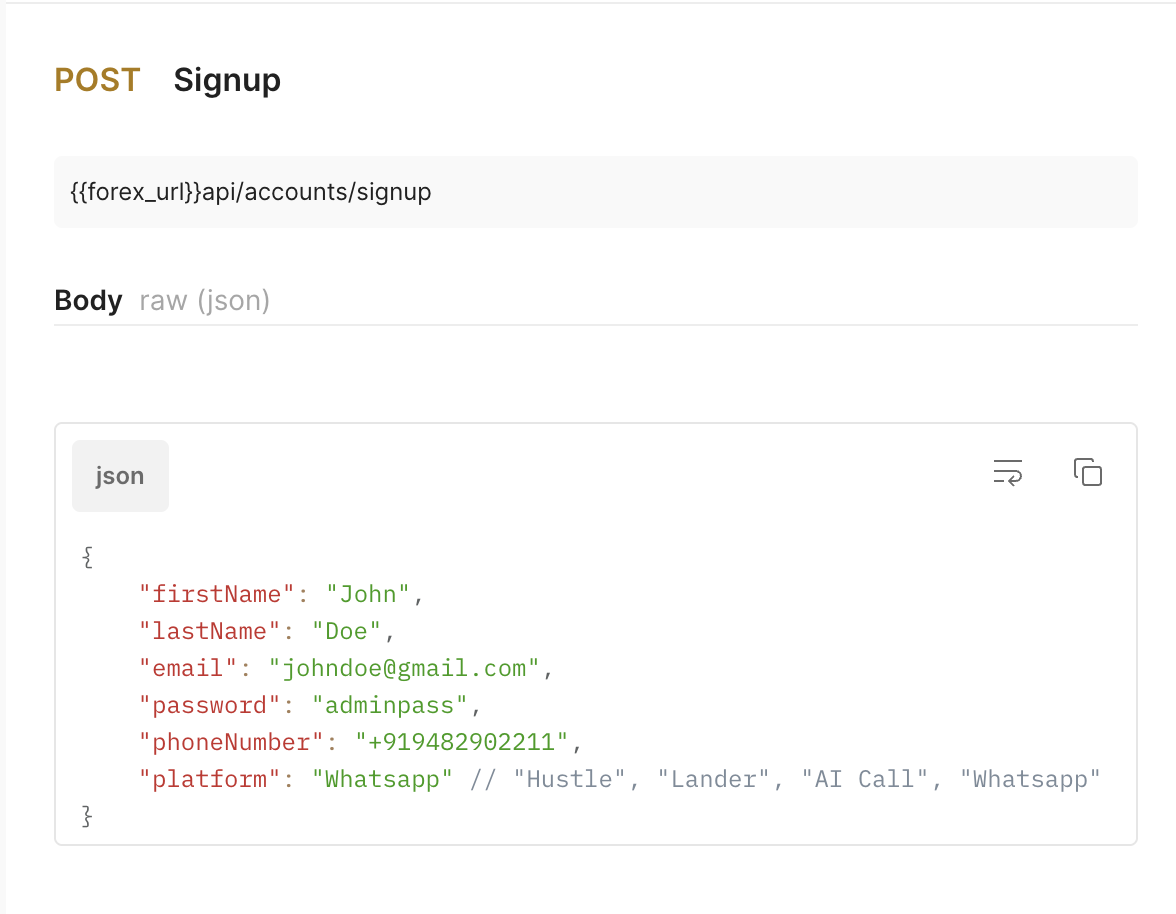 POST Signup
{{forex_url}}api/accounts/signup
Body raw (json)
json
{
    "firstName": "John",
    "lastName": "Doe",
    "email": "johndoe@gmail.com",
    "password": "adminpass",
    "phoneNumber": "+919482902211",
    "platform": "Whatsapp" // "Hustle", "Lander", "AI Call", "Whatsapp"
}